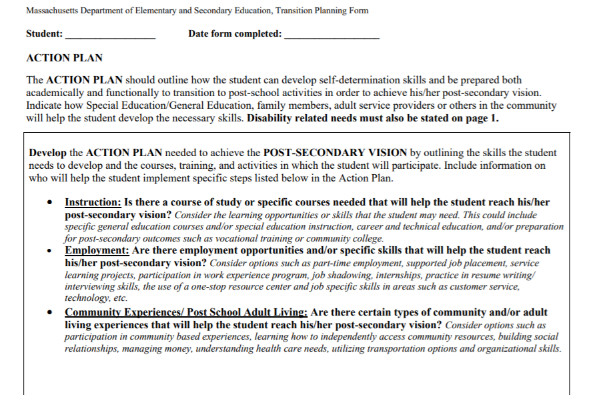 Massachusetts Department of Elementary and Secondary Education, Transition Planning Form
Student: _________________ Date form completed: __________________
ACTION PLAN
The ACTION PLAN should outline how the student can develop self-determination skills and be prepared both
academically and functionally to transition to post-school activities in order to achieve his/her post-secondary vision.
Indicate how Special Education/General Education, family members, adult service providers or others in the community
will help the student develop the necessary skills. Disability related needs must also be stated on page 1.
Develop the ACTION PLAN needed to achieve the POST-SECONDARY VISION by outlining the skills the student
needs to develop and the courses, training, and activities in which the student will participate. Include information on
who will help the student implement specific steps listed below in the Action Plan.
• Instruction: Is there a course of study or specific courses needed that will help the student reach his/her
post-secondary vision? Consider the learning opportunities or skills that the student may need. This could include
specific general education courses and/or special education instruction, career and technical education, and/or preparation
for post-secondary outcomes such as vocational training or community college.
• Employment: Are there employment opportunities and/or specific skills that will help the student reach
his/her post-secondary vision? Consider options such as part-time employment, supported job placement, service
learning projects, participation in work experience program, job shadowing, internships, practice in resume writing/
interviewing skills, the use of a one-stop resource center and job specific skills in areas such as customer service,
technology, etc.
• Community Experiences/ Post School Adult Living: Are there certain types of community and/or adult
living experiences that will help the student reach his/her post-secondary vision? Consider options such as
participation in community based experiences, learning how to independently access community resources, building social
relationships, managing money, understanding health care needs, utilizing transportation options and organizational skills.